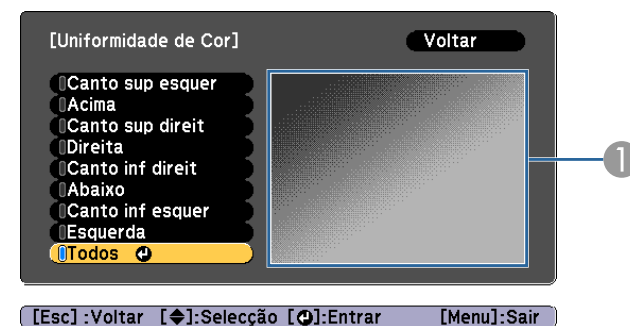 [Uniformidade de Cor] Voltar
Canto sup esquer
Acima
Canto sup direit
Direita
Canto inf direit
Abaixo
Canto inf esquer
Esquerda
Todos
1
[Esc] :Voltar [◆]:Selecção [↵]:Entrar [Menu]:Sair